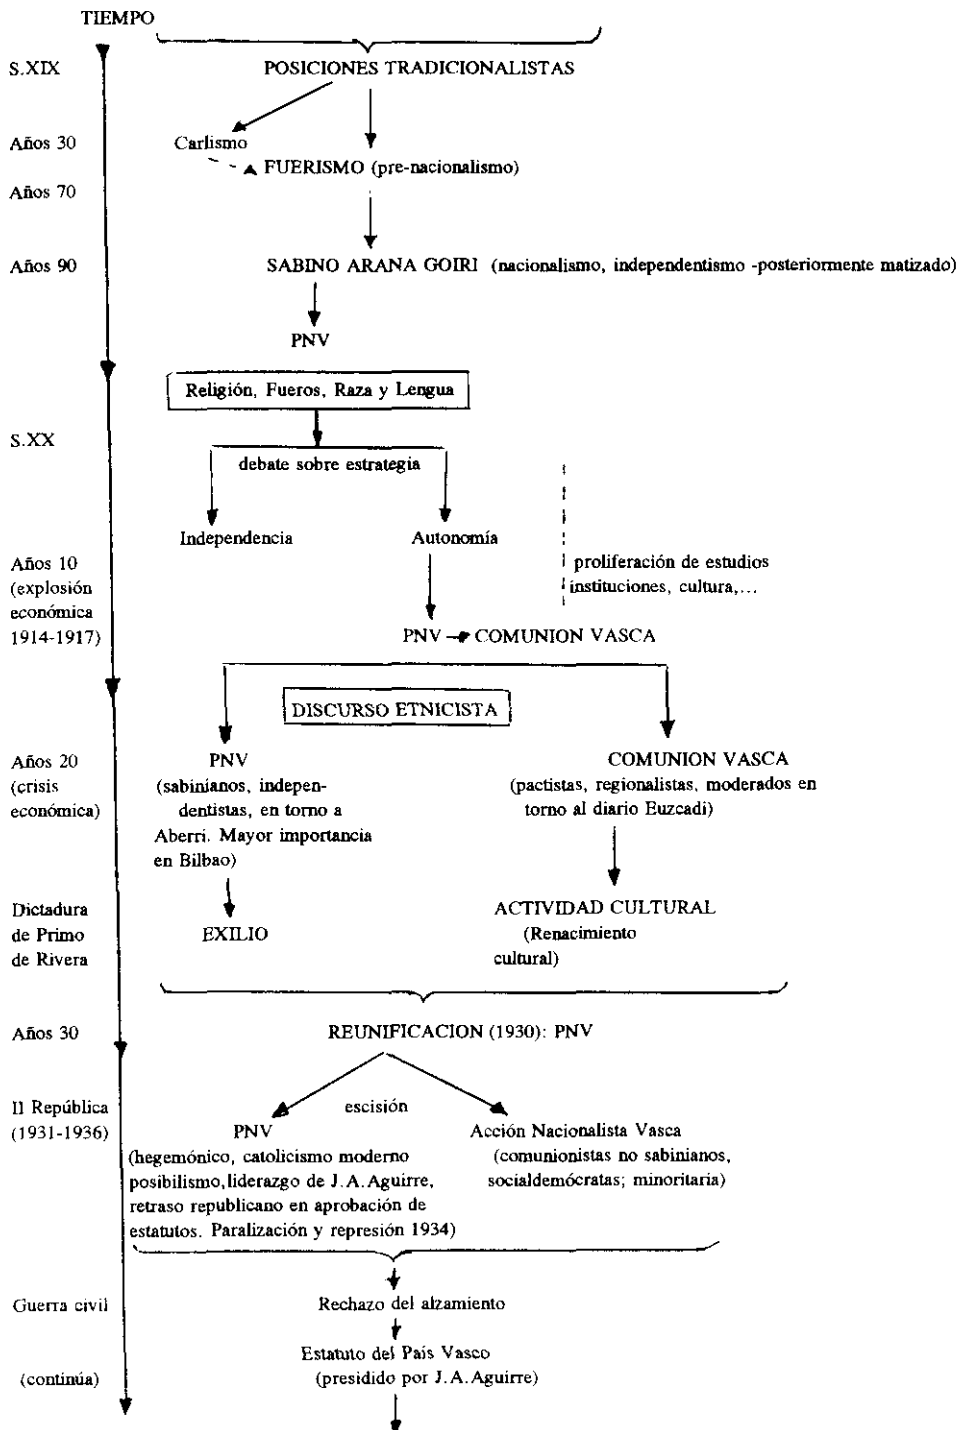 TIEMPO
S.XIX
POSICIONES TRADICIONALISTAS
Años 30
Carlismo
FUERISMO (pre-nacionalismo)
Años 70
Años 90
SABINO ARANA GOIRI (nacionalismo, independentismo -posteriormente matizado)
PNV
Religión, Fueros, Raza y Lengua
S.XX
debate sobre estrategia
Independencia
Autonomía
Años 10
(explosión
económica
1914-1917)
proliferación de estudios
instituciones, cultura,...
PNV → COMUNION VASCA
DISCURSO ETNICISTA
Años 20
(crisis
económica)
PNV
(sabinianos, indepen-
dentistas, en torno a
Aberri. Mayor importancia
en Bilbao)
COMUNION VASCA
(pactistas, regionalistas, moderados en
torno al diario Euzcadi)
Dictadura
de Primo
de Rivera
EXILIO
ACTIVIDAD CULTURAL
(Renacimiento
cultural)
Años 30
REUNIFICACION (1930): PNV
II República
(1931-1936)
escisión
PNV
(hegemónico, catolicismo moderno
posibilismo,liderazgo de J.A.Aguirre,
retraso republicano en aprobación de
estatutos. Paralización y represión 1934)
Acción Nacionalista Vasca
(comunionistas no sabinianos,
socialdemócratas; minoritaria)
Guerra civil
Rechazo del alzamiento
Estatuto del País Vasco
(presidido por J.A.Aguirre)
(continúa)